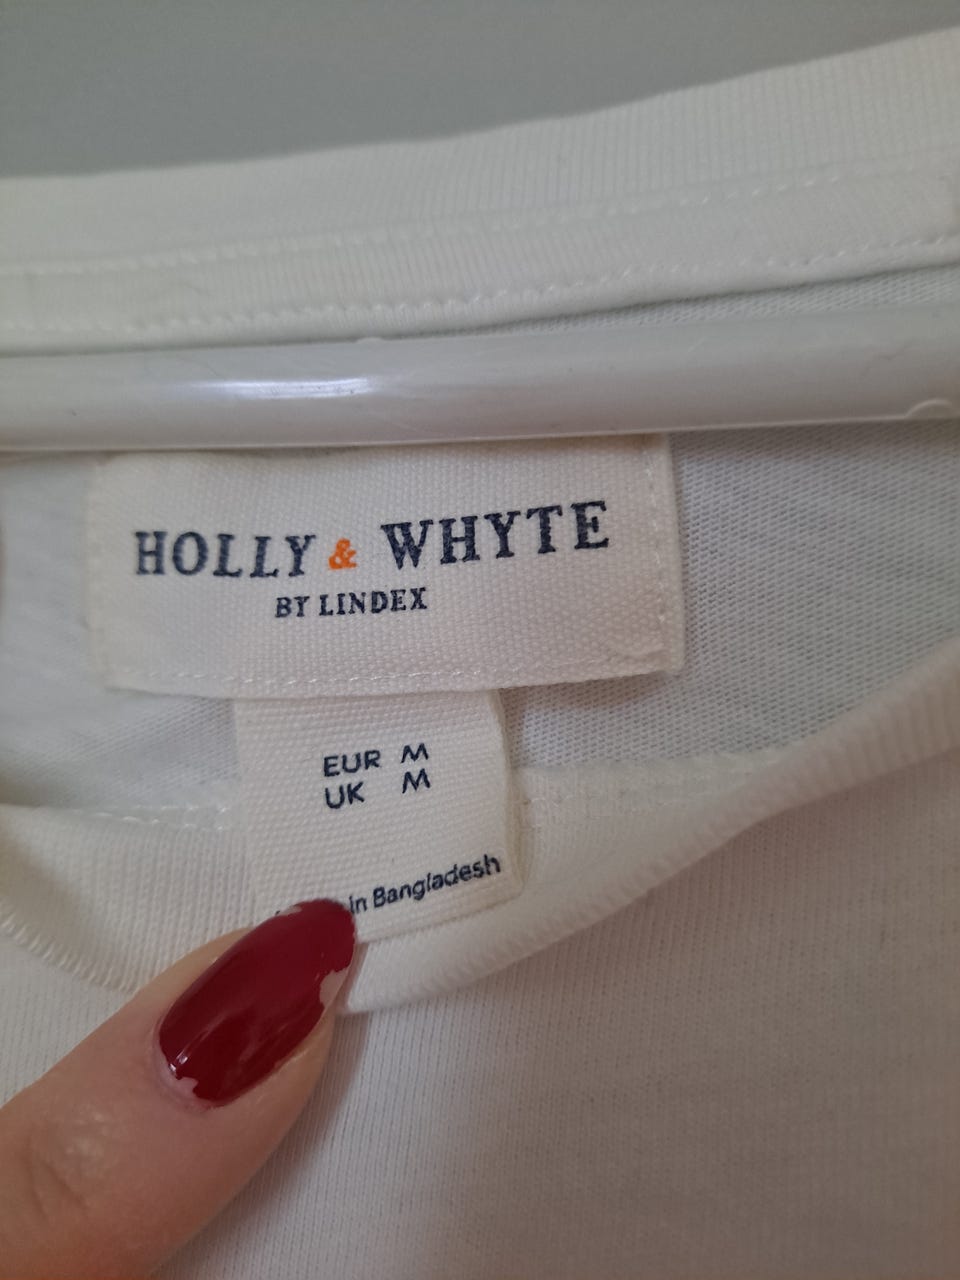 HOLLY & WHYTE
BY LINDEX
EUR M
UK M
in Bangladesh